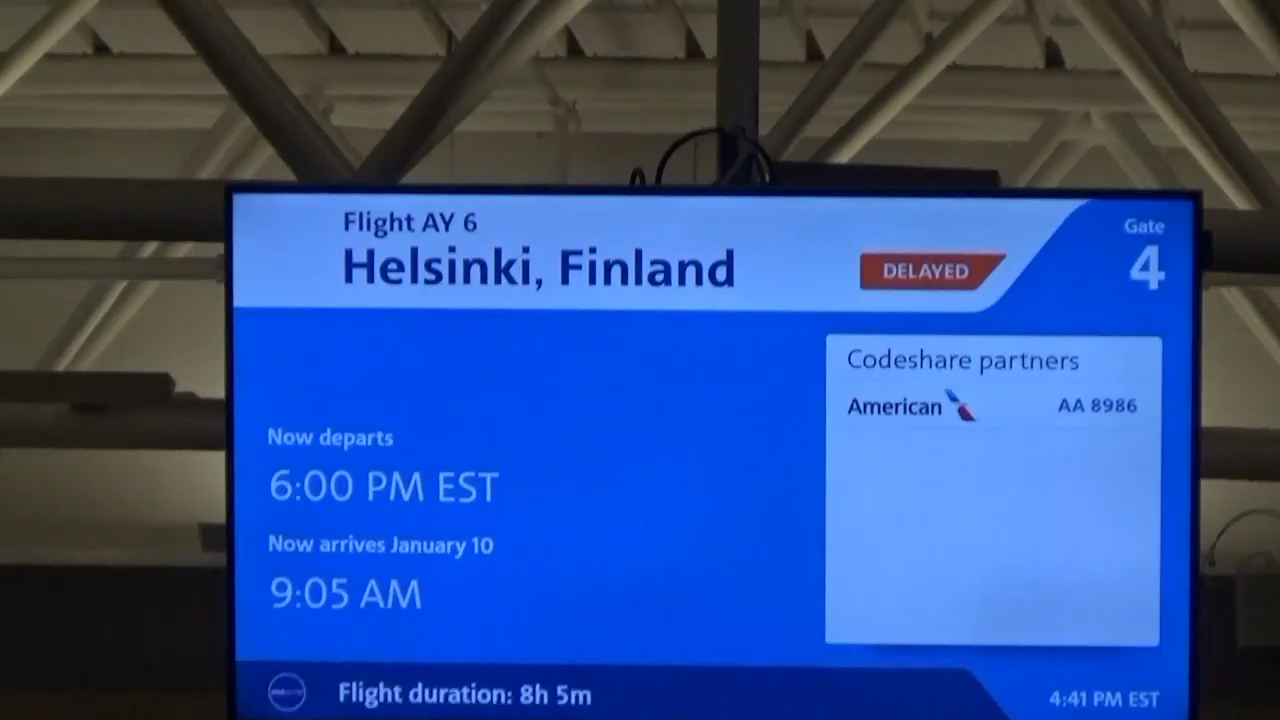 Flight AY 6
Helsinki, Finland
DELAYED
Gate
4
Codeshare partners
American AA 8986
Now departs
6:00 PM EST
Now arrives January 10
9:05 AM
Flight duration: 8h 5m
4:41 PM EST